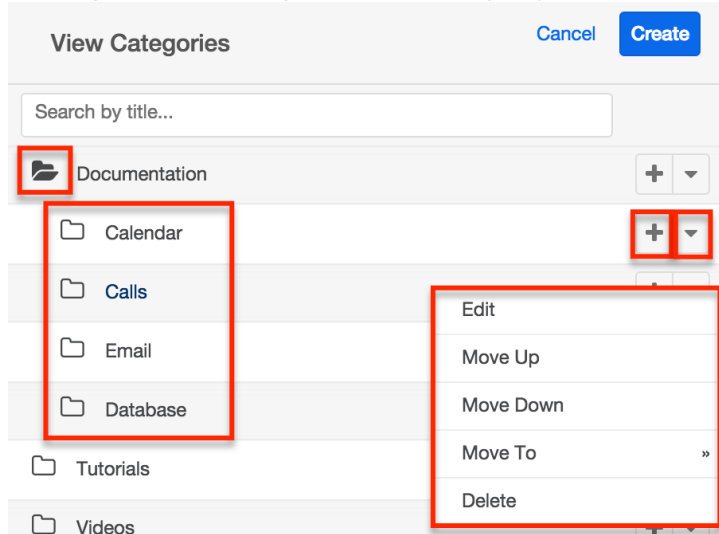 View Categories
Cancel
Create
Search by title...
Documentation
Calendar
Calls
Edit
Email
Move Up
Database
Move Down
Tutorials
Move To »
Delete
Videos